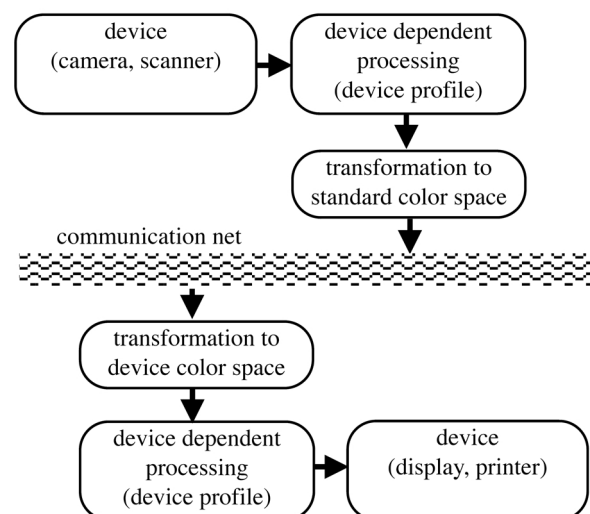 device
(camera, scanner)
device dependent
processing
(device profile)
transformation to
standard color space
communication net
transformation to
device color space
device dependent
processing
(device profile)
device
(display, printer)